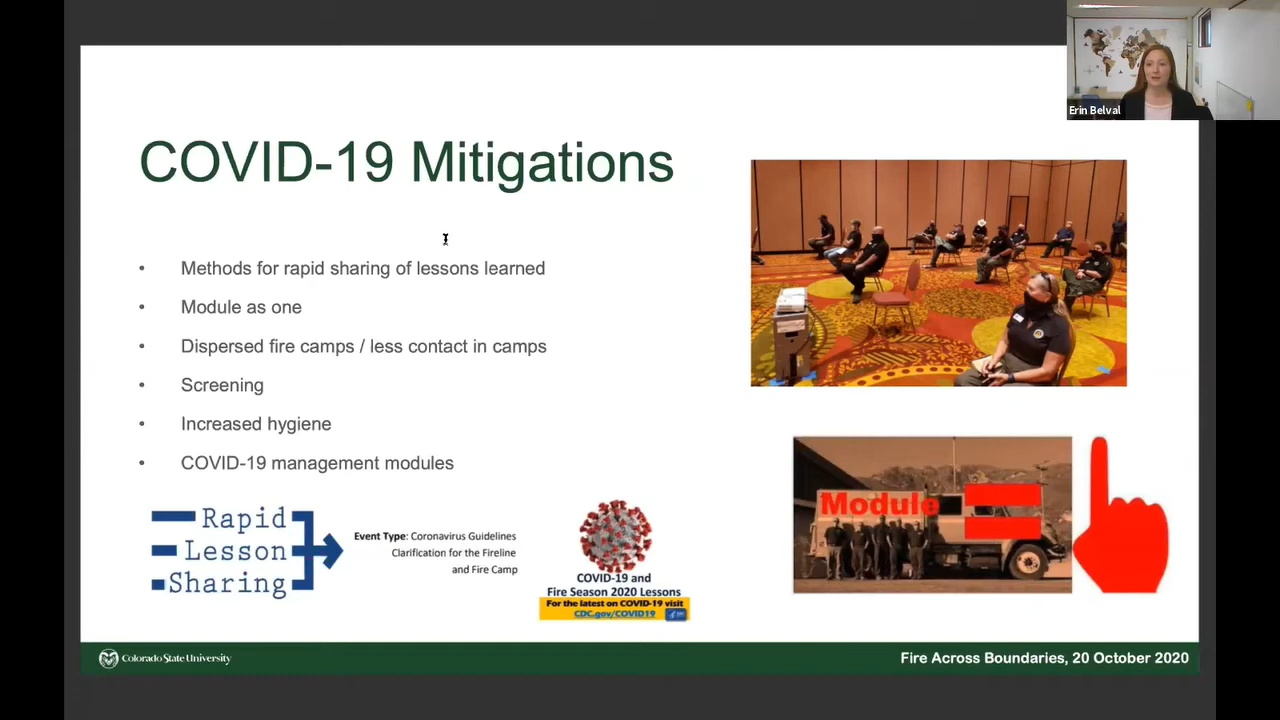 Erin Belval
COVID-19 Mitigations
• Methods for rapid sharing of lessons learned
• Module as one
• Dispersed fire camps / less contact in camps
• Screening
• Increased hygiene
• COVID-19 management modules
Rapid
Lesson
Sharing
Event Type: Coronavirus Guidelines
Clarification for the Fireline
and Fire Camp
COVID-19 and
Fire Season 2020 Lessons
For the latest on COVID-19 visit
CDC.gov/COVID19
Module
Colorado State University
Fire Across Boundaries, 20 October 2020